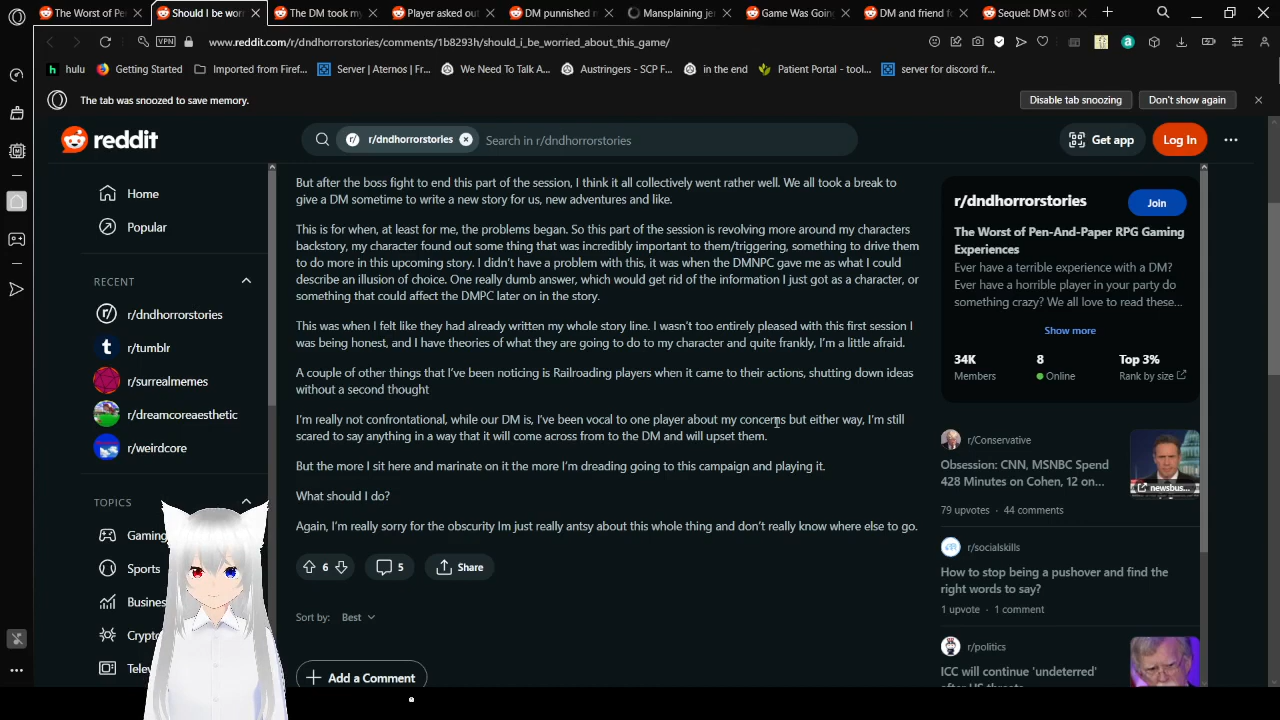 The Worst of Pe
Should I be wor
The DM took my
Player asked out
DM punnished m
Mansplaining je
Game Was Goin
DM and friend f
Sequel: DM's ot
VPN
www.reddit.com/r/dndhorrorstories/comments/1b8293h/should_i_be_worried_about_this_game/
hulu
Getting Started
Imported from Firef...
Server | Aternos | Fr...
We Need To Talk A...
Austringers - SCP F...
in the end
Patient Portal - tool...
server for discord fr...
The tab was snoozed to save memory.
Disable tab snoozing
Don't show again
reddit
r/dndhorrorstories
Search in r/dndhorrorstories
Get app
Log In
Home
Popular
RECENT
r/dndhorrorstories
r/tumblr
r/surrealmemes
r/dreamcoreaesthetic
r/weirdcore
TOPICS
Gaming
Sports
Busines
Crypto
Telev
But after the boss fight to end this part of the session, I think it all collectively went rather well. We all took a break to
give a DM sometime to write a new story for us, new adventures and like.
This is for when, at least for me, the problems began. So this part of the session is revolving more around my characters
backstory, my character found out some thing that was incredibly important to them/triggering, something to drive them
to do more in this upcoming story. I didn't have a problem with this, it was when the DMNPC gave me as what I could
describe an illusion of choice. One really dumb answer, which would get rid of the information I just got as a character, or
something that could affect the DMPC later on in the story.
This was when I felt like they had already written my whole story line. I wasn't too entirely pleased with this first session I
was being honest, and I have theories of what they are going to do to my character and quite frankly, I'm a little afraid.
A couple of other things that I've been noticing is Railroading players when it came to their actions, shutting down ideas
without a second thought
I'm really not confrontational, while our DM is, I've been vocal to one player about my concerns but either way, I'm still
scared to say anything in a way that it will come across from to the DM and will upset them.
But the more I sit here and marinate on it the more I'm dreading going to this campaign and playing it.
What should I do?
Again, I'm really sorry for the obscurity Im just really antsy about this whole thing and don't really know where else to go.
6
5
Share
Sort by:
Best
Add a Comment
r/dndhorrorstories
Join
The Worst of Pen-And-Paper RPG Gaming
Experiences
Ever have a terrible experience with a DM?
Ever have a horrible player in your party do
something crazy? We all love to read these...
Show more
34K
8
Top 3%
Members
Online
Rank by size
r/Conservative
Obsession: CNN, MSNBC Spend
428 Minutes on Cohen, 12 on...
newsbus...
79 upvotes · 44 comments
r/socialskills
How to stop being a pushover and find the
right words to say?
1 upvote · 1 comment
r/politics
ICC will continue 'undeterred'
after US threats